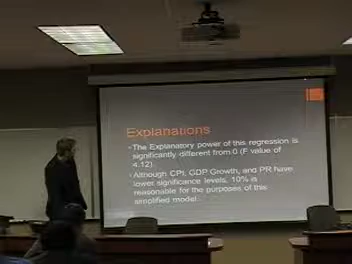 Explanations
The Explanatory power of this regression is
significantly different from 0 (F value of
4.12)
Although CPI, GDP Growth, and PR have
lower significance levels, 10% is
reasonable for the purposes of this
simplified model